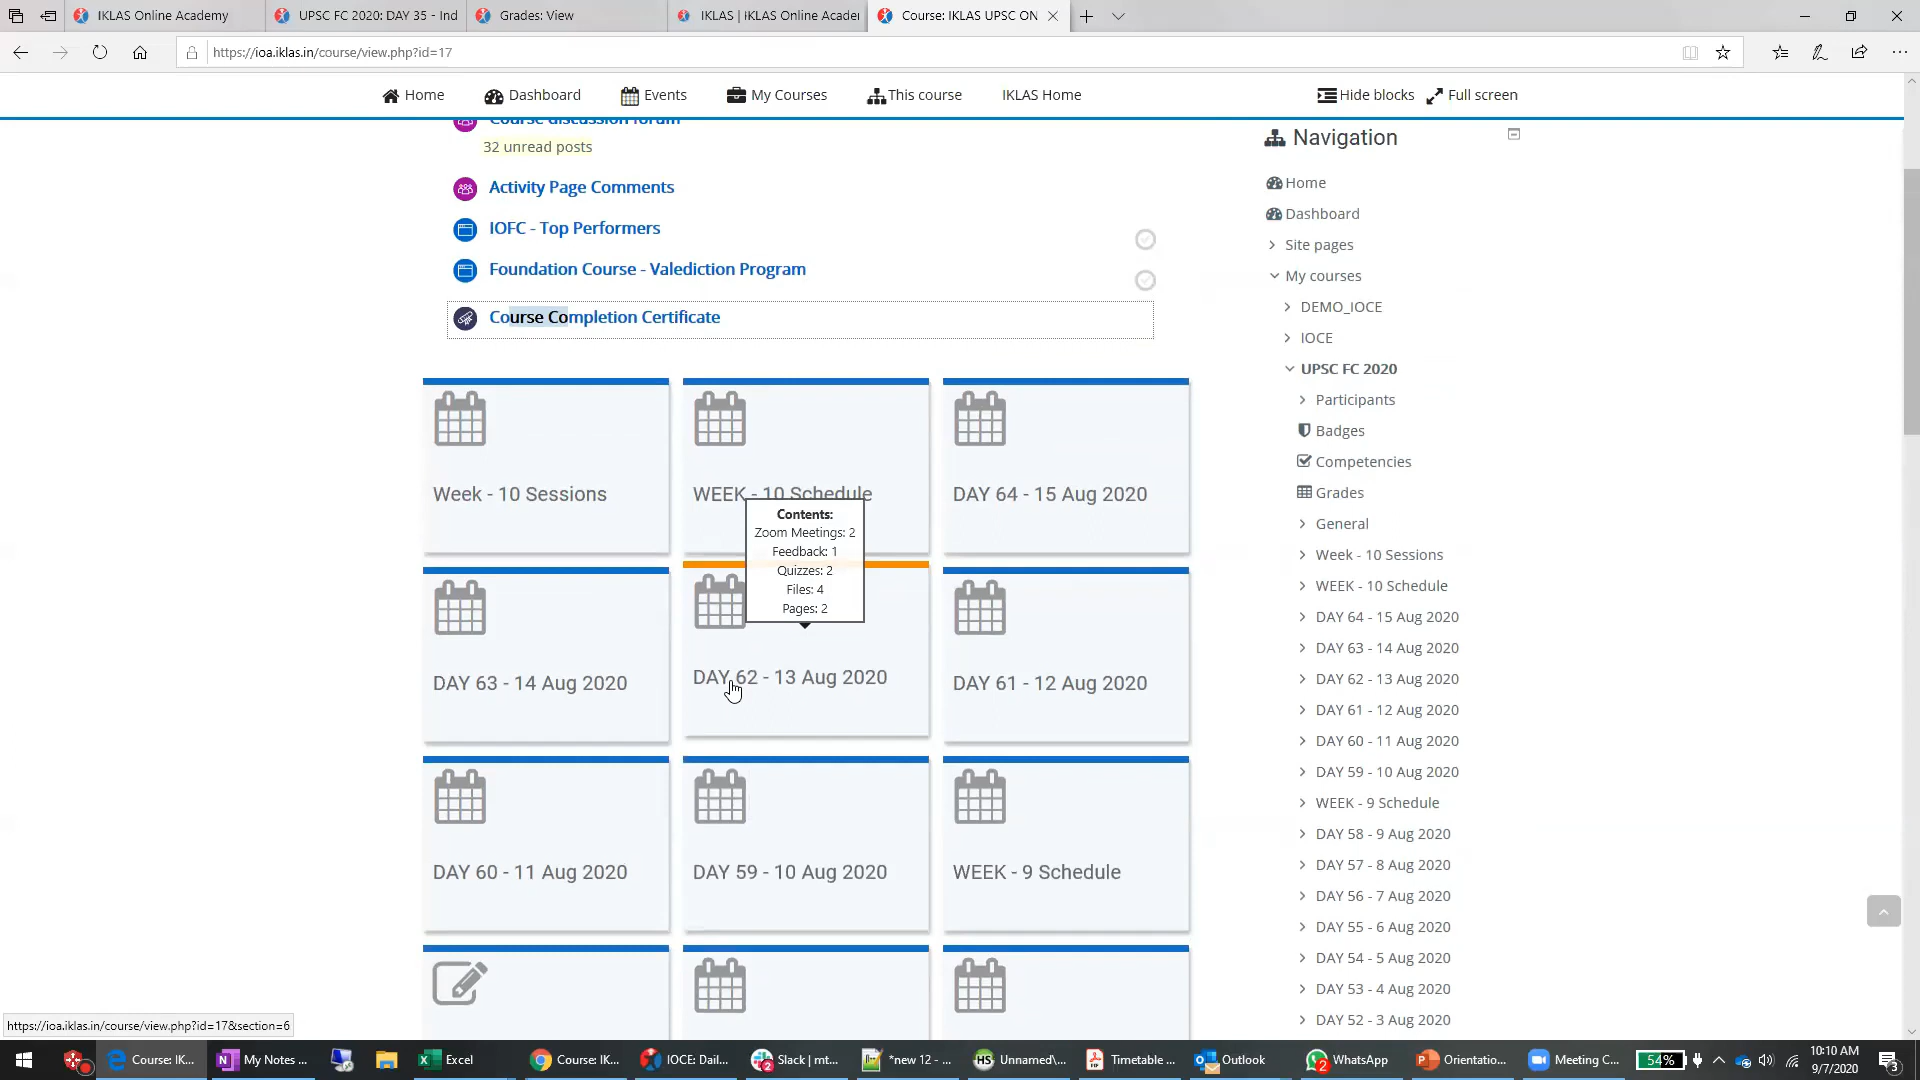 IKLAS Online Academy
UPSC FC 2020: DAY 35 - Ind
Grades: View
IKLAS | IKLAS Online Acader
Course: IKLAS UPSC ON
https://ioa.iklas.in/course/view.php?id=17
Home
Dashboard
Events
My Courses
This course
IKLAS Home
Hide blocks
Full screen
Course discussion forum
32 unread posts
Activity Page Comments
IOFC - Top Performers
Foundation Course - Valediction Program
Course Completion Certificate
Week - 10 Sessions
WEEK - 10 Schedule
DAY 64 - 15 Aug 2020
Contents:
Zoom Meetings: 2
Feedback: 1
Quizzes: 2
Files: 4
Pages: 2
DAY 63 - 14 Aug 2020
DAY 62 - 13 Aug 2020
DAY 61 - 12 Aug 2020
DAY 60 - 11 Aug 2020
DAY 59 - 10 Aug 2020
WEEK - 9 Schedule
Navigation
Home
Dashboard
Site pages
My courses
DEMO_IOCE
IOCE
UPSC FC 2020
Participants
Badges
Competencies
Grades
General
Week - 10 Sessions
WEEK - 10 Schedule
DAY 64 - 15 Aug 2020
DAY 63 - 14 Aug 2020
DAY 62 - 13 Aug 2020
DAY 61 - 12 Aug 2020
DAY 60 - 11 Aug 2020
DAY 59 - 10 Aug 2020
WEEK - 9 Schedule
DAY 58 - 9 Aug 2020
DAY 57 - 8 Aug 2020
DAY 56 - 7 Aug 2020
DAY 55 - 6 Aug 2020
DAY 54 - 5 Aug 2020
DAY 53 - 4 Aug 2020
DAY 52 - 3 Aug 2020
https://ioa.iklas.in/course/view.php?id=17&section=6
Course: IK...
My Notes ...
Excel
Course: IK...
IOCE: Dail...
Slack | mt...
*new 12 - ...
HS
Unnamed\...
Timetable ...
Outlook
WhatsApp
Orientatio...
Meeting C...
54%
10:10 AM
9/7/2020
3